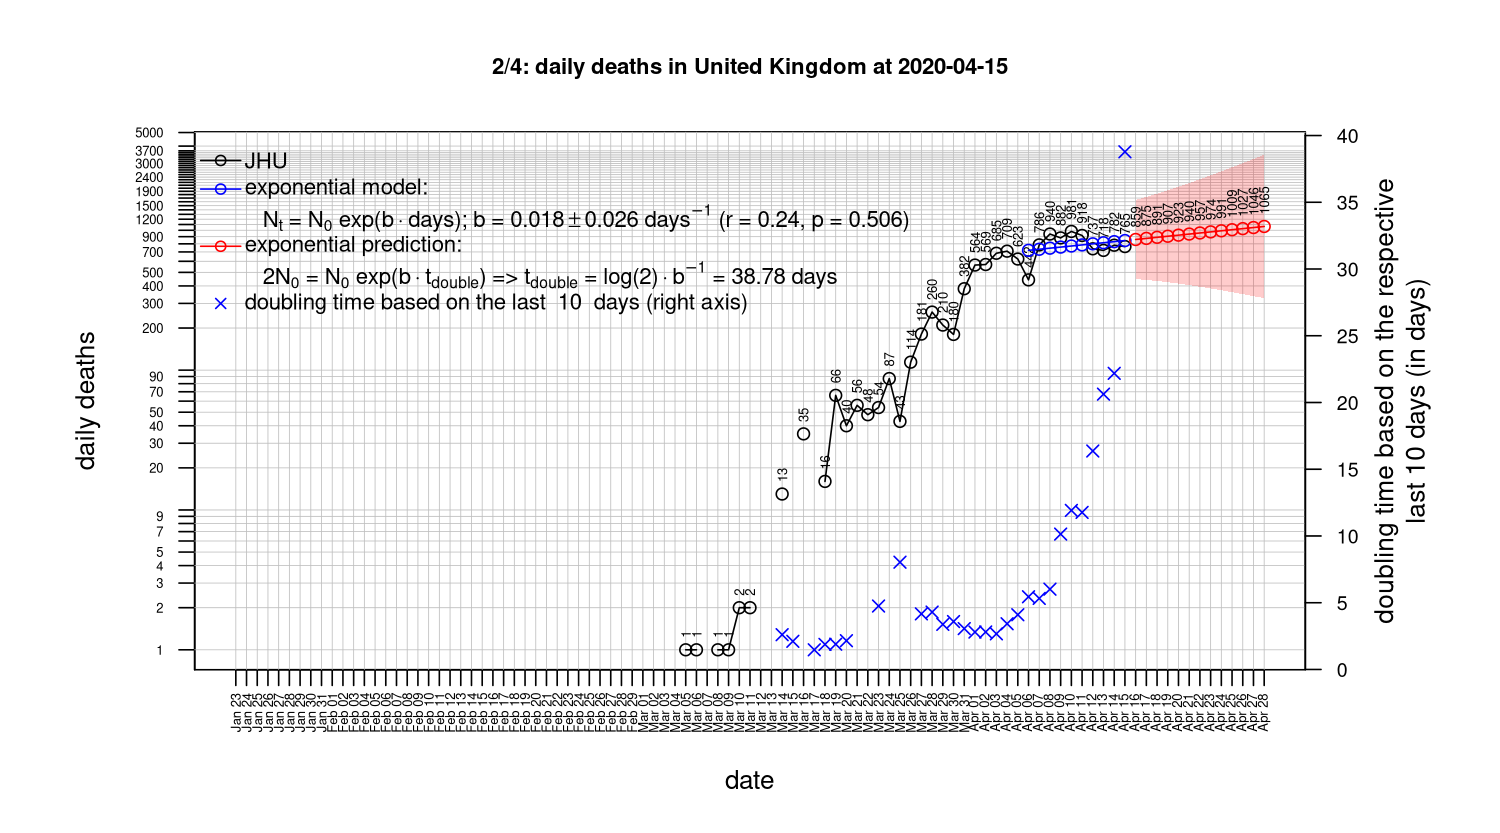 2/4: daily deaths in United Kingdom at 2020-04-15
5000
3700
3000
2400
1900
1500
1200
900
700
500
400
300
200
90
70
50
40
30
20
9
7
5
4
3
2
1
daily deaths
JHU
exponential model:
Nt = N0 exp(b · days); b = 0.018 ± 0.026 days−1 (r = 0.24, p = 0.506)
exponential prediction:
2N0 = N0 exp(b · tdouble) => tdouble = log(2) · b−1 = 38.78 days
doubling time based on the last 10 days (right axis)
1
1
1
1
2
2
13
35
16
66
40
56
48
54
87
43
114
181
260
210
180
382
564
569
685
709
623
786
940
882
981
918
737
718
782
765
859
875
891
907
923
940
957
974
991
1009
1027
1046
1065
40
35
30
25
20
15
10
5
0
doubling time based on the respective
last 10 days (in days)
Jan 23
Jan 24
Jan 25
Jan 26
Jan 27
Jan 28
Jan 29
Jan 30
Jan 31
Feb 01
Feb 02
Feb 03
Feb 04
Feb 05
Feb 06
Feb 07
Feb 08
Feb 09
Feb 10
Feb 11
Feb 12
Feb 13
Feb 14
Feb 15
Feb 16
Feb 17
Feb 18
Feb 19
Feb 20
Feb 21
Feb 22
Feb 23
Feb 24
Feb 25
Feb 26
Feb 27
Feb 28
Feb 29
Mar 01
Mar 02
Mar 03
Mar 04
Mar 05
Mar 06
Mar 07
Mar 08
Mar 09
Mar 10
Mar 11
Mar 12
Mar 13
Mar 14
Mar 15
Mar 16
Mar 17
Mar 18
Mar 19
Mar 20
Mar 21
Mar 22
Mar 23
Mar 24
Mar 25
Mar 26
Mar 27
Mar 28
Mar 29
Mar 30
Mar 31
Apr 01
Apr 02
Apr 03
Apr 04
Apr 05
Apr 06
Apr 07
Apr 08
Apr 09
Apr 10
Apr 11
Apr 12
Apr 13
Apr 14
Apr 15
Apr 16
Apr 17
Apr 18
Apr 19
Apr 20
Apr 21
Apr 22
Apr 23
Apr 24
Apr 25
Apr 26
Apr 27
Apr 28
date